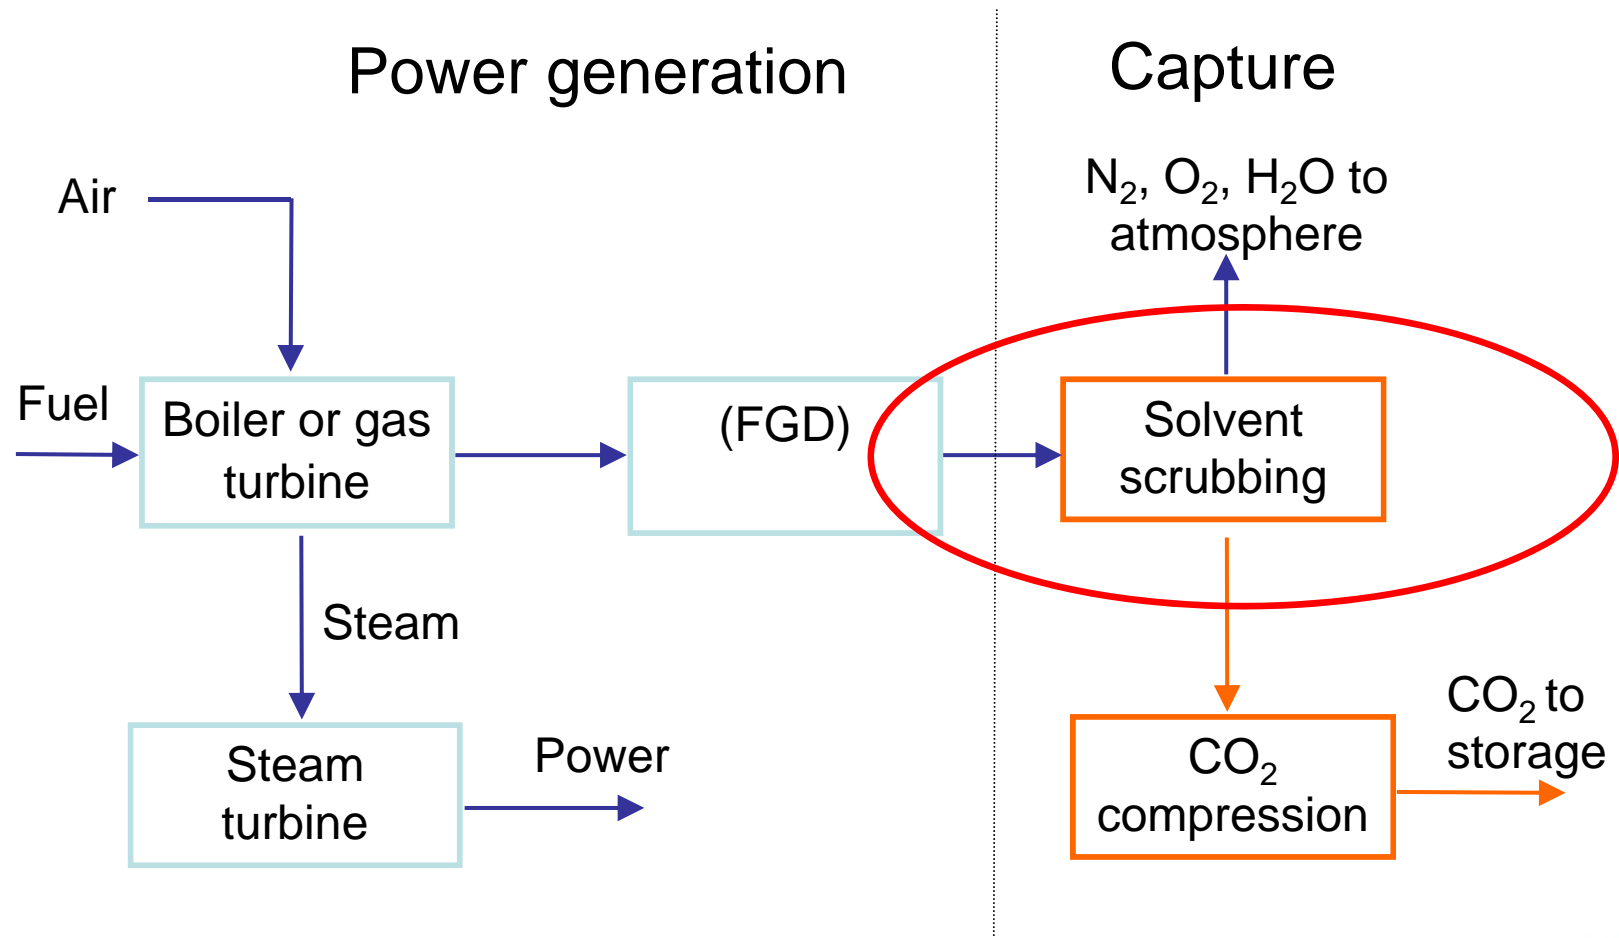 Power generation
Capture
Air
N₂, O₂, H₂O to
atmosphere
Fuel
Boiler or gas
turbine
(FGD)
Solvent
scrubbing
Steam
Steam
turbine
Power
CO₂
compression
CO₂ to
storage